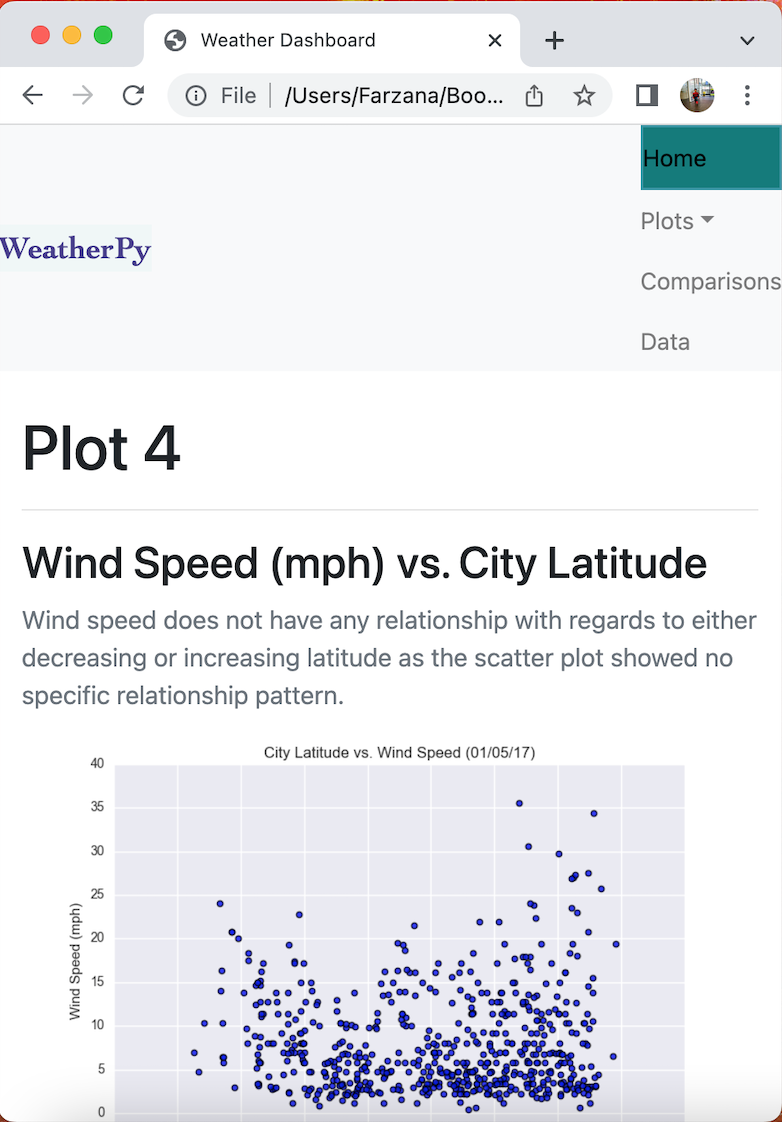 Weather Dashboard
File /Users/Farzana/Boo...
Home
Plots
WeatherPy
Comparisons
Data
Plot 4
Wind Speed (mph) vs. City Latitude
Wind speed does not have any relationship with regards to either
decreasing or increasing latitude as the scatter plot showed no
specific relationship pattern.
City Latitude vs. Wind Speed (01/05/17)
40
35
30
25
20
15
10
5
0
Wind Speed (mph)